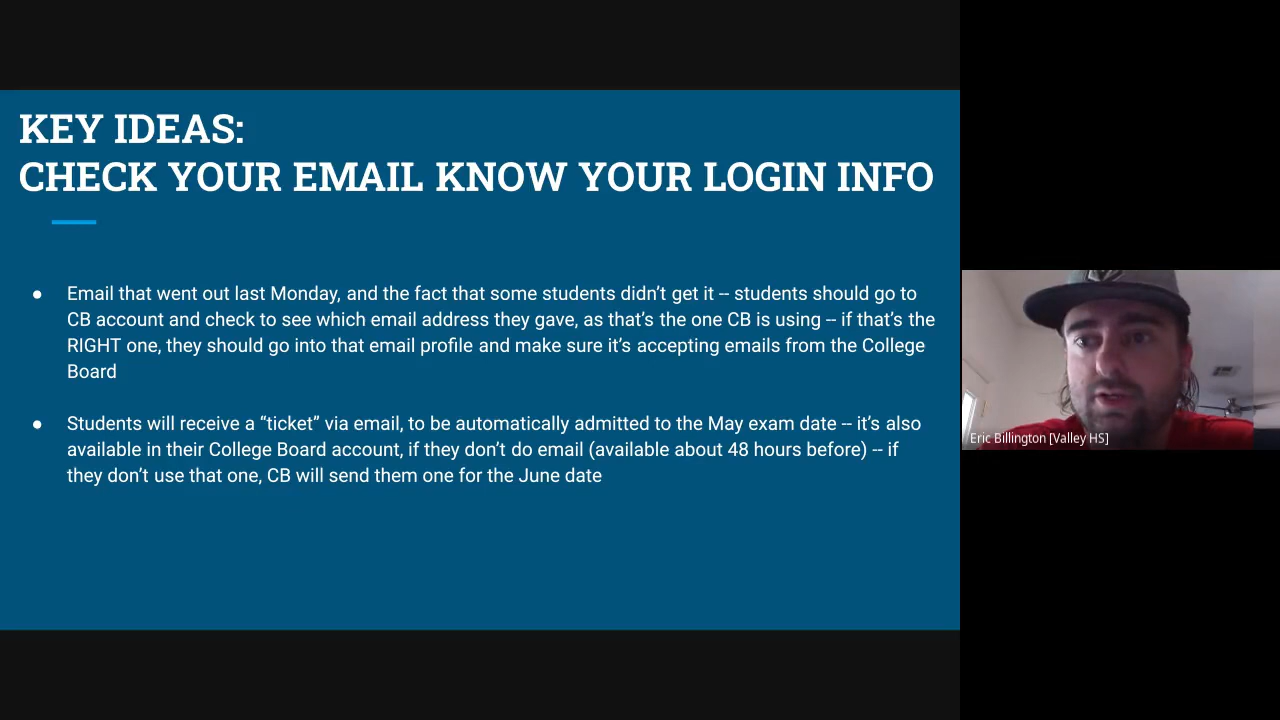 KEY IDEAS:
CHECK YOUR EMAIL KNOW YOUR LOGIN INFO
● Email that went out last Monday, and the fact that some students didn’t get it -- students should go to
CB account and check to see which email address they gave, as that’s the one CB is using -- if that’s the
RIGHT one, they should go into that email profile and make sure it’s accepting emails from the College
Board
● Students will receive a “ticket” via email, to be automatically admitted to the May exam date -- it’s also
available in their College Board account, if they don’t do email (available about 48 hours before) -- if
they don’t use that one, CB will send them one for the June date
Eric Billington [Valley HS]